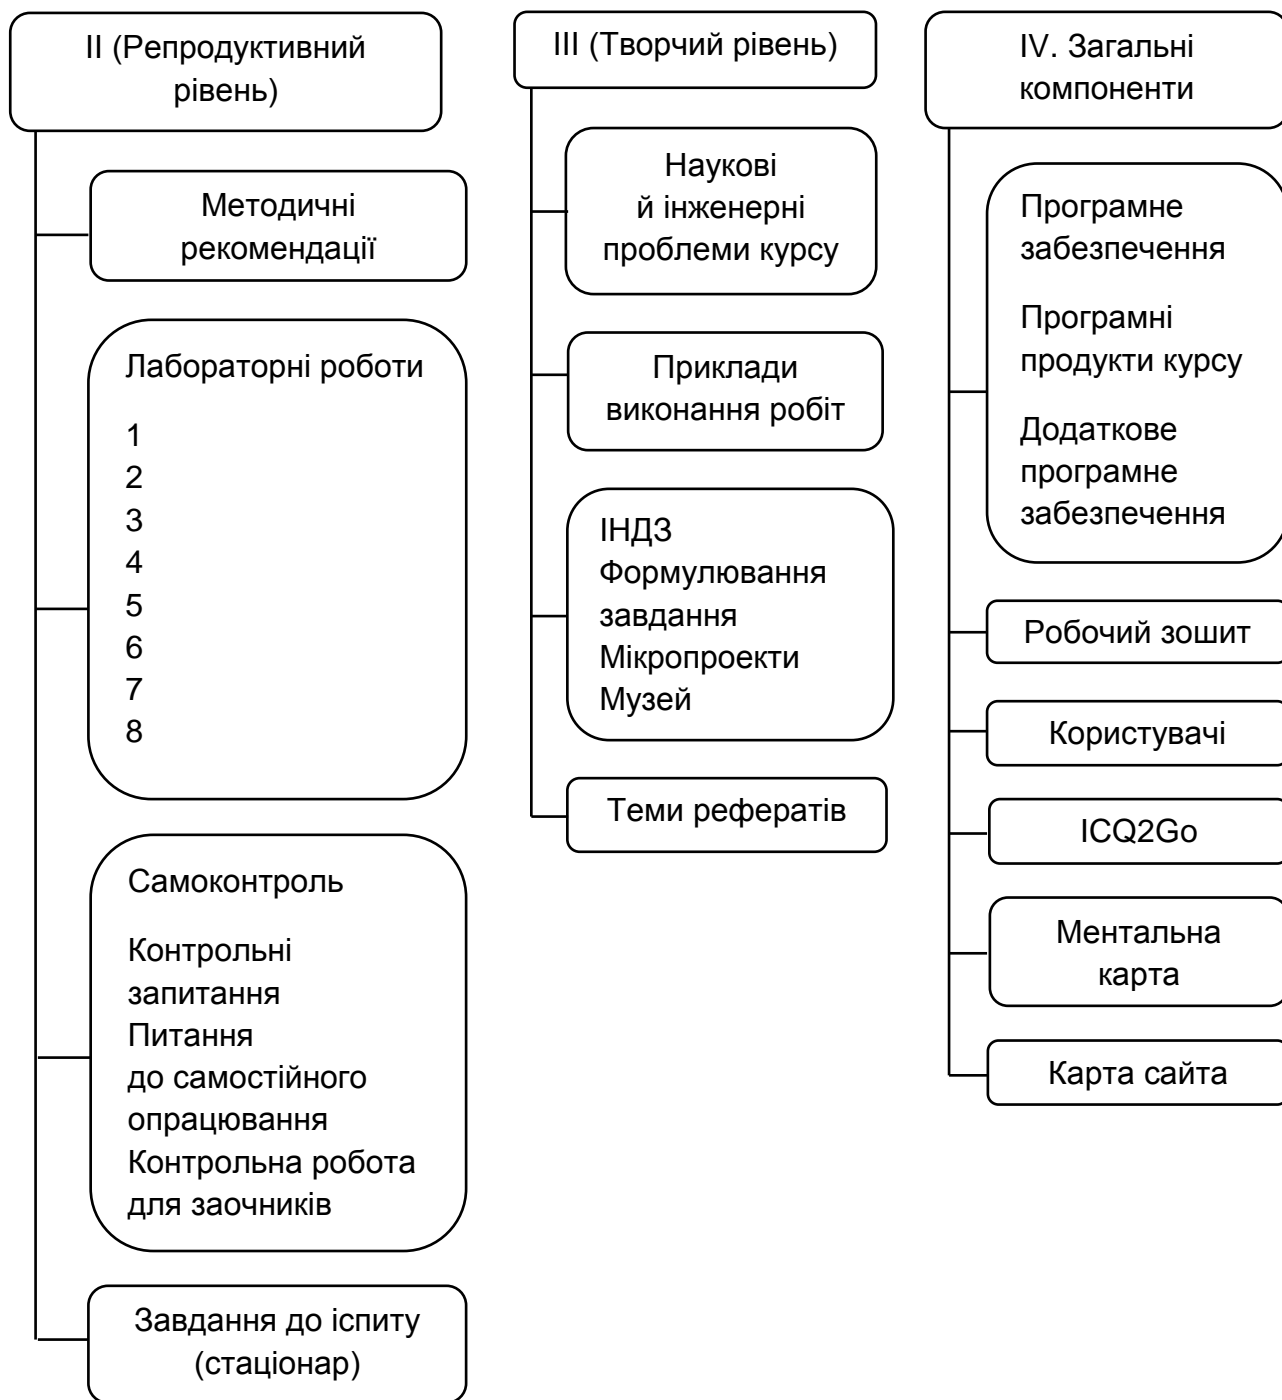 II (Репродуктивний
рівень)
Методичні
рекомендації
Лабораторні роботи
1
2
3
4
5
6
7
8
Самоконтроль
Контрольні
запитання
Питання
до самостійного
опрацювання
Контрольна робота
для заочників
Завдання до іспиту
(стаціонар)
III (Творчий рівень)
Наукові
й інженерні
проблеми курсу
Приклади
виконання робіт
ІНДЗ
Формулювання
завдання
Мікропроекти
Музей
Теми рефератів
IV. Загальні
компоненти
Програмне
забезпечення
Програмні
продукти курсу
Додаткове
програмне
забезпечення
Робочий зошит
Користувачі
ICQ2Go
Ментальна
карта
Карта сайта